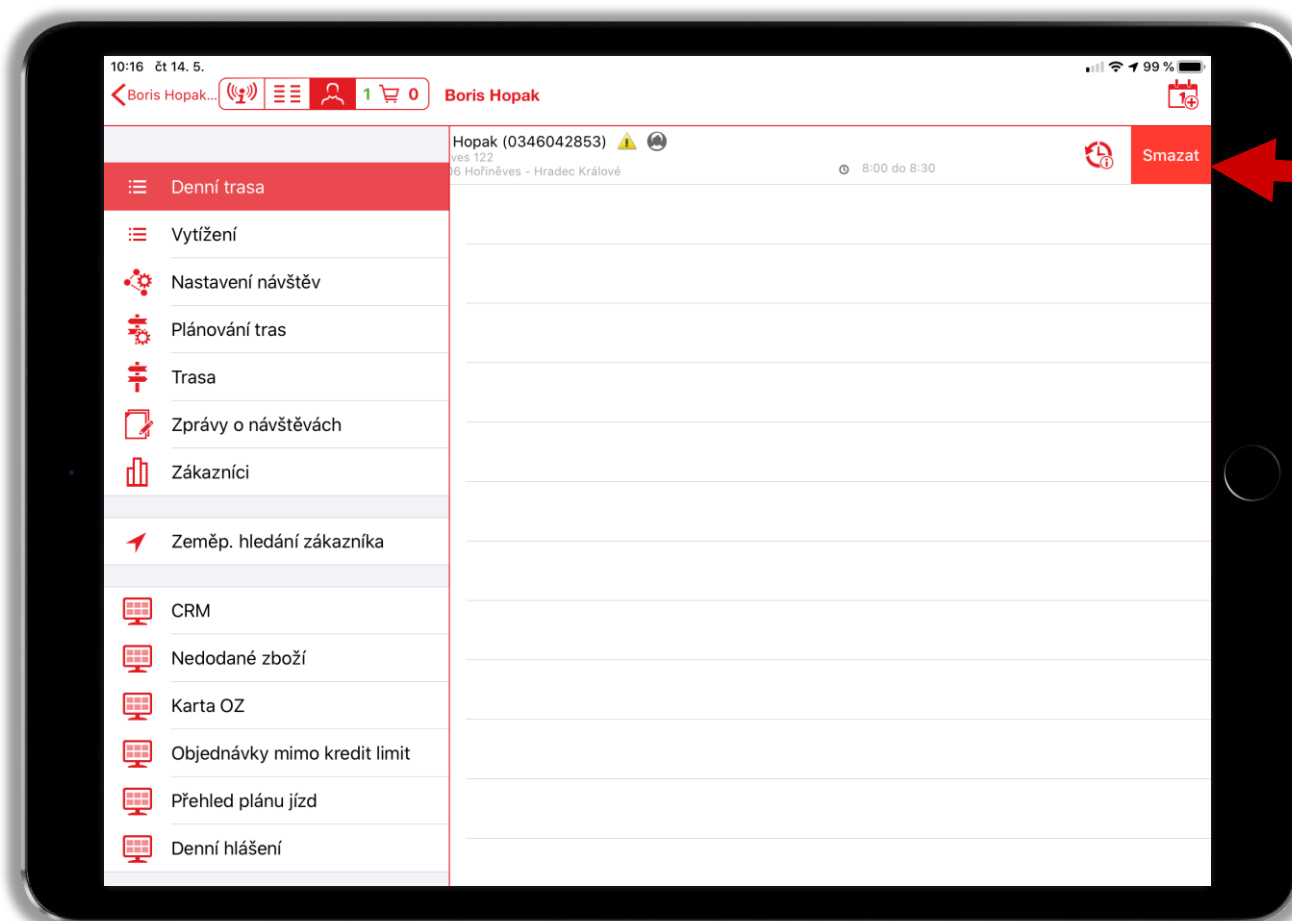 10:16 čt 14. 5.
99 %
Boris Hopak...
1
0
Boris Hopak
1
Hopak (0346042853)
ves 122
06 Hořiněves - Hradec Králové
8:00 do 8:30
Smazat
Denní trasa
Vytížení
Nastavení návštěv
Plánování tras
Trasa
Zprávy o návštěvách
Zákazníci
Zeměp. hledání zákazníka
CRM
Nedodané zboží
Karta OZ
Objednávky mimo kredit limit
Přehled plánu jízd
Denní hlášení